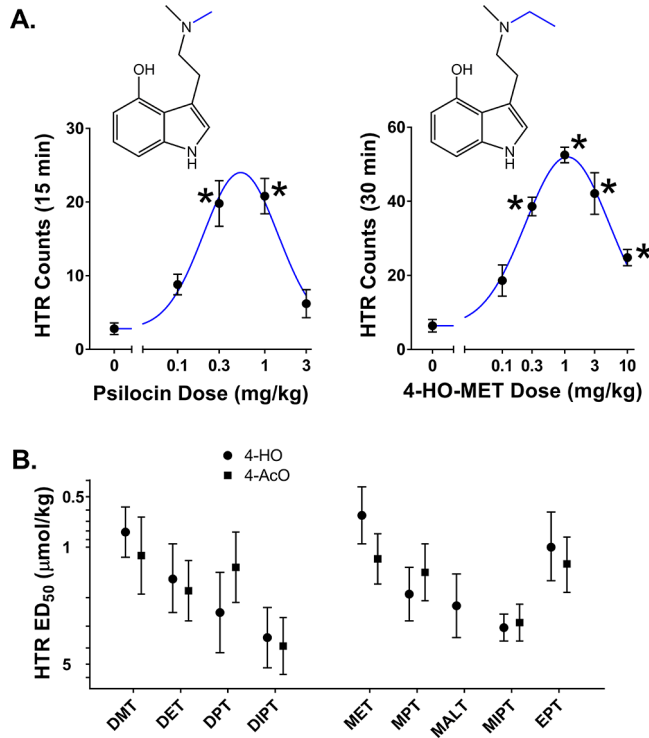 A.
N
OH
N
H
HTR Counts (15 min)
30
20
10
0
*
*
0
0.1
0.3
1
3
Psilocin Dose (mg/kg)
N
OH
N
H
HTR Counts (30 min)
60
40
20
0
*
*
*
*
0
0.1
0.3
1
3
10
4-HO-MET Dose (mg/kg)
B.
4-HO
4-AcO
HTR ED50 (μmol/kg)
0.5
1
5
DMT
DET
DPT
DIPT
MET
MPT
MALT
MIPT
EPT